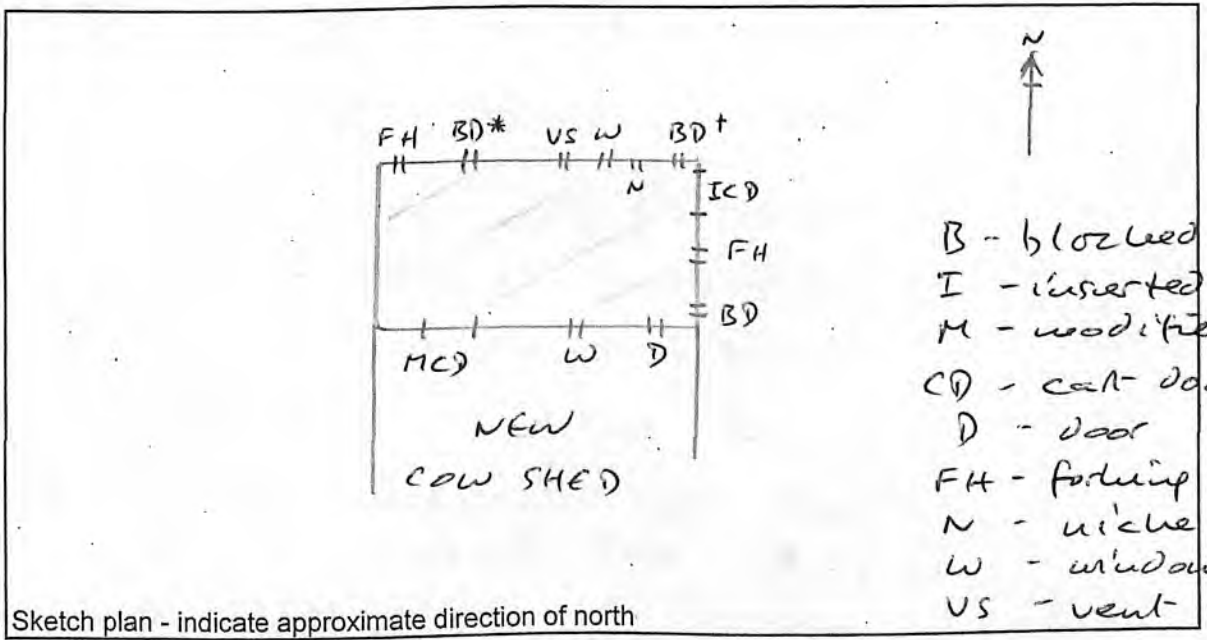 N
FH BD* VS W BD†
N
ICD
FH
BD
MCD W D
NEW
COW SHED
B - blocked
I - inserted
M - modifie
CD - cart doo
D - door
FH - forking
N - niche
W - window
VS - vent
Sketch plan - indicate approximate direction of north